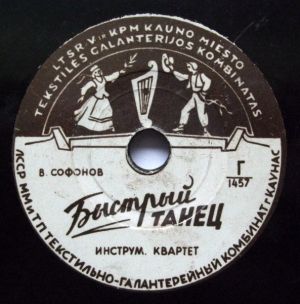 LTSR V. ir KPM KAUNO MIESTO
TEKSTILĖS GALANTERIJOS KOMBINATAS
В. СОФОНОВ
Г
1457
Быстрый
ТАНЕЦ
ИНСТРУМ. КВАРТЕТ
ЛССР ММ и ТП ТЕКСТИЛЬНО-ГАЛАНТЕРЕЙНЫЙ КОМБИНАТ г КАУНАС